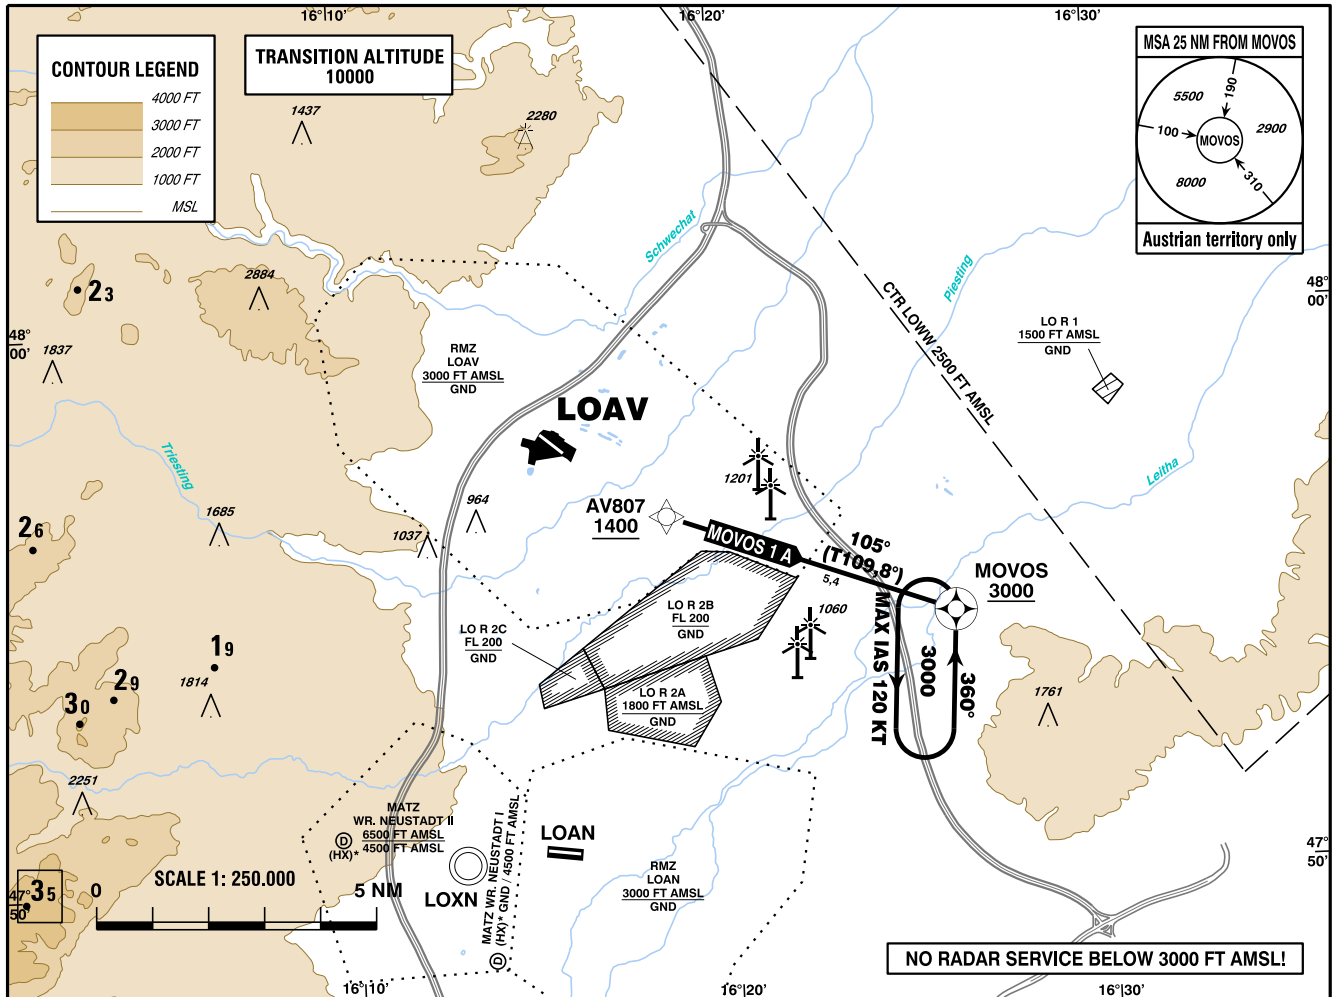 16°10'
16°20'
16°30'
CONTOUR LEGEND
4000 FT
3000 FT
2000 FT
1000 FT
MSL
TRANSITION ALTITUDE
10000
MSA 25 NM FROM MOVOS
5500
190
2900
100
MOVOS
310
8000
Austrian territory only
1437
2280
Schwechat
Piesting
2884
23
48°
00'
48°
00'
1837
CTR LOWW 2500 FT AMSL
LO R 1
1500 FT AMSL
GND
RMZ
LOAV
3000 FT AMSL
GND
LOAV
Triesting
Leitha
1201
964
AV807
1400
1685
1037
26
MOVOS 1 A
105°
(T109,8°)
5,4
MOVOS
3000
MAX IAS 120 KT
3000
360°
1060
LO R 2B
FL 200
GND
LO R 2C
FL 200
GND
LO R 2A
1800 FT AMSL
GND
19
1814
29
30
1761
2251
MATZ
WR. NEUSTADT II
6500 FT AMSL
4500 FT AMSL
D
(HX)*
MATZ WR. NEUSTADT I
(HX)* GND / 4500 FT AMSL
D
LOAN
LOXN
RMZ
LOAN
3000 FT AMSL
GND
47°
50'
47°
50'
35
SCALE 1: 250.000
0
5 NM
NO RADAR SERVICE BELOW 3000 FT AMSL!
16°10'
16°20'
16°30'